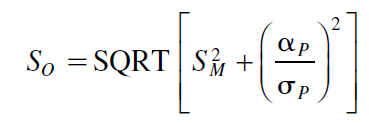 S_O = SQRT [ S_M^2 + ( α_P / σ_P )^2 ]